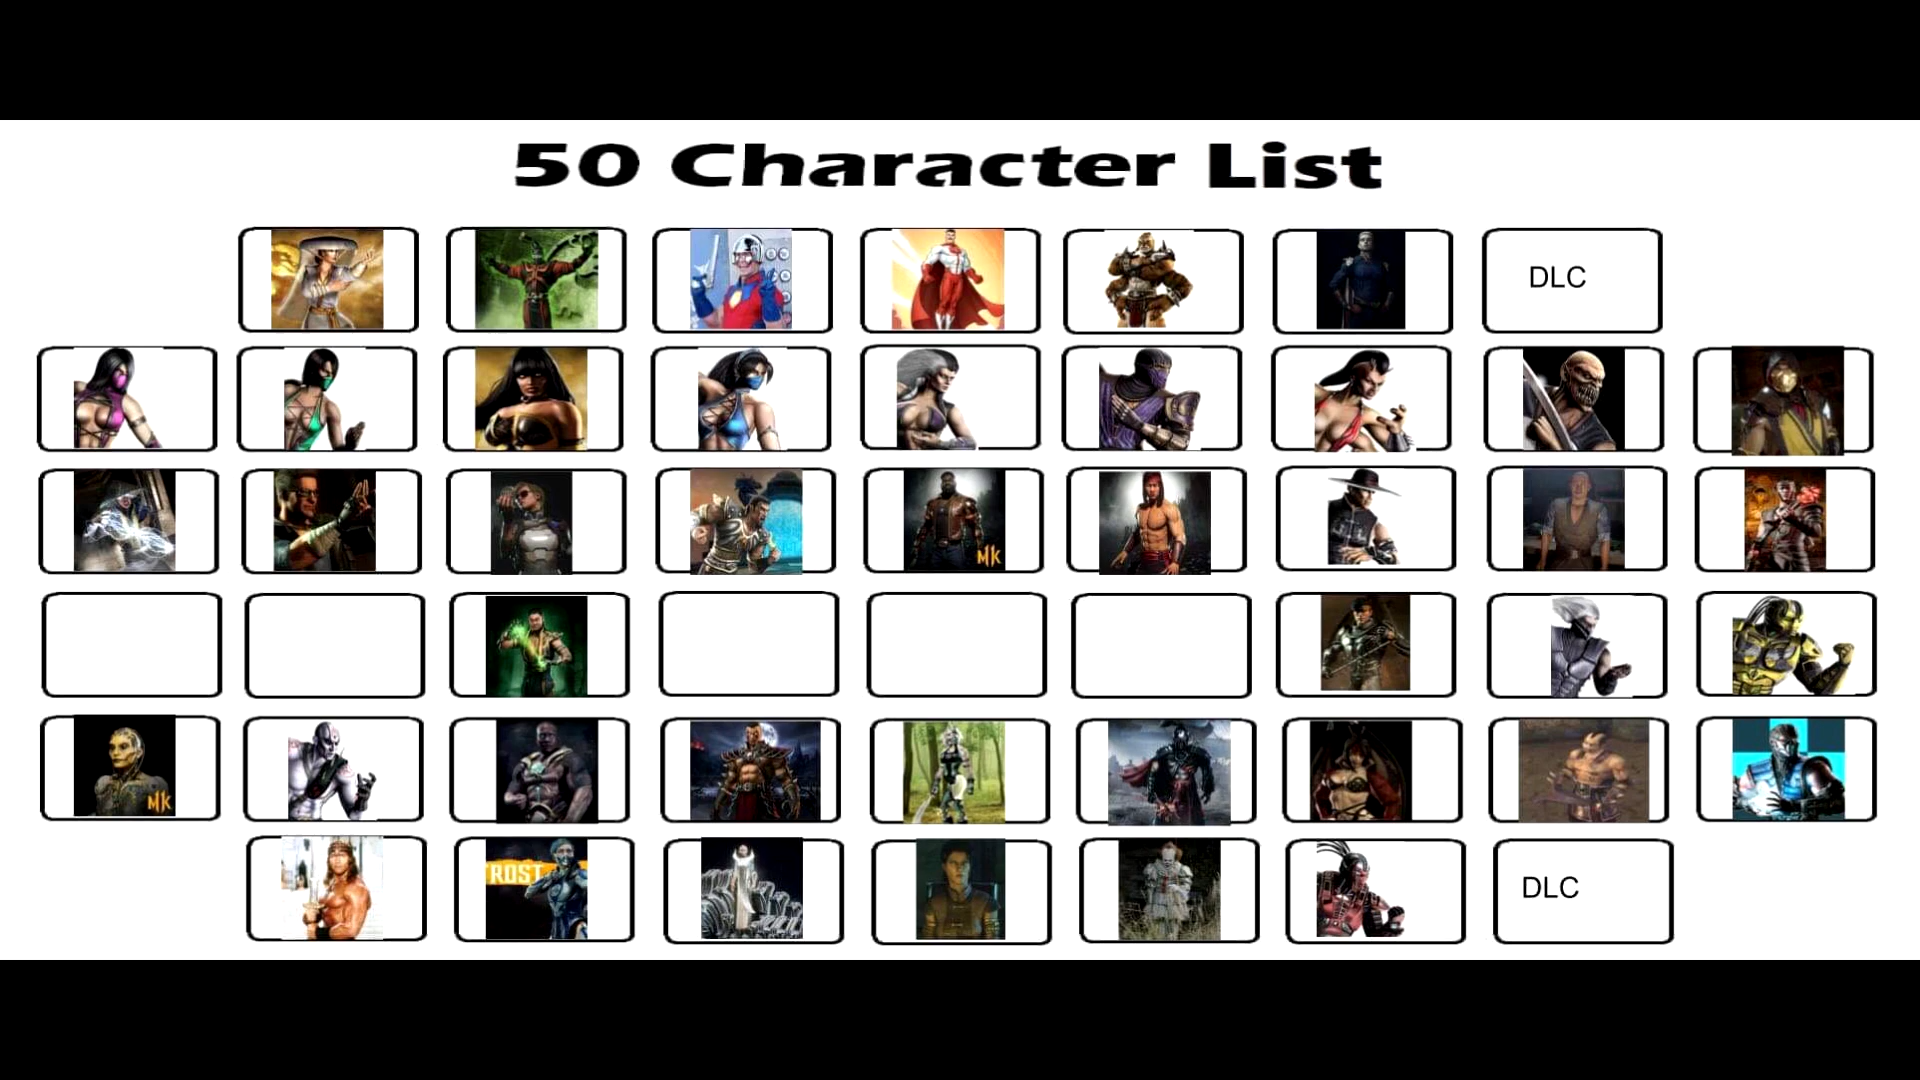 50 Character List
DLC
MK
MK
ROST
DLC